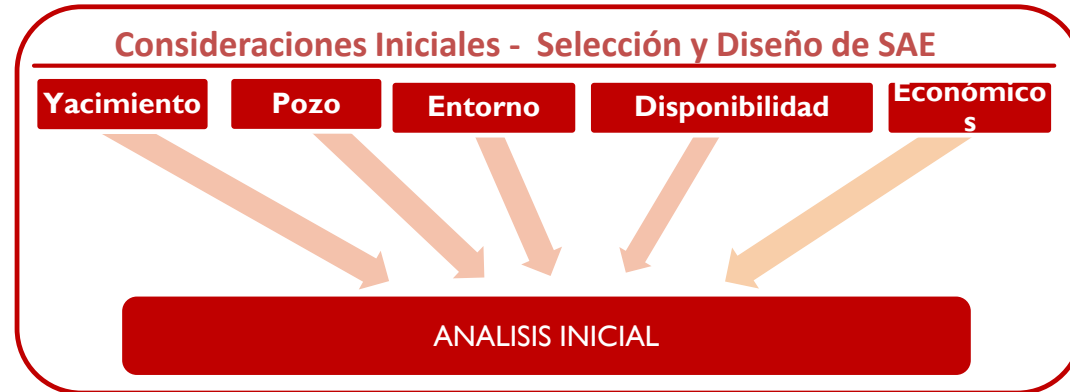 Consideraciones Iniciales - Selección y Diseño de SAE
Yacimiento
Pozo
Entorno
Disponibilidad
Económico
s
ANALISIS INICIAL